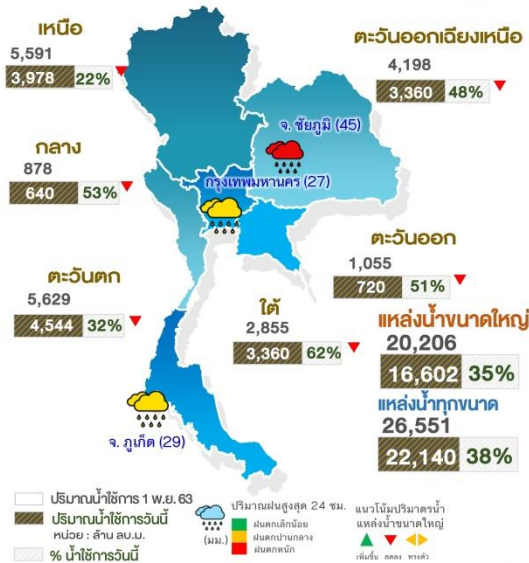 เหนือ
5,591
3,978 22%
ตะวันออกเฉียงเหนือ
4,198
3,360 48%
จ. ชัยภูมิ (45)
กลาง
878
640 53%
กรุงเทพมหานคร (27)
ตะวันออก
1,055
720 51%
ตะวันตก
5,629
4,544 32%
ใต้
2,855
3,360 62%
แหล่งน้ำขนาดใหญ่
20,206
16,602 35%
แหล่งน้ำทุกขนาด
26,551
22,140 38%
จ. ภูเก็ต (29)
ปริมาณน้ำใช้การ 1 พ.ย. 63
ปริมาณน้ำใช้การวันนี้
หน่วย : ล้าน ลบ.ม.
% น้ำใช้การวันนี้
ปริมาณฝนสูงสุด 24 ชม.
(มม.)
ฝนตกเล็กน้อย
ฝนตกปานกลาง
ฝนตกหนัก
แนวโน้มปริมาตรน้ำ
แหล่งน้ำขนาดใหญ่
เพิ่มขึ้น ลดลง ทรงตัว